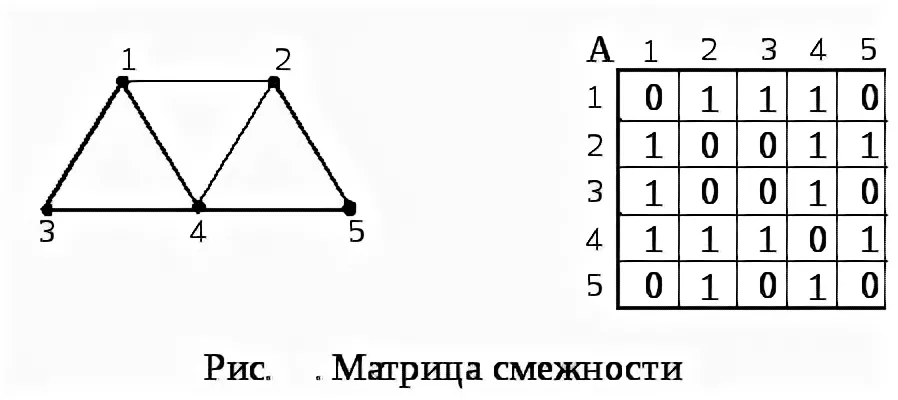 1 2
3 4 5
A 1 2 3 4 5
1 0 1 1 1 0
2 1 0 0 1 1
3 1 0 0 1 0
4 1 1 1 0 1
5 0 1 0 1 0
Рис. . Матрица смежности